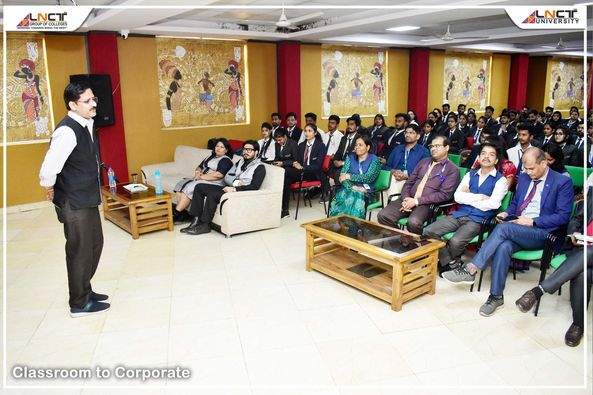 LNCT
GROUP OF COLLEGES
LNCT
UNIVERSITY
Classroom to Corporate